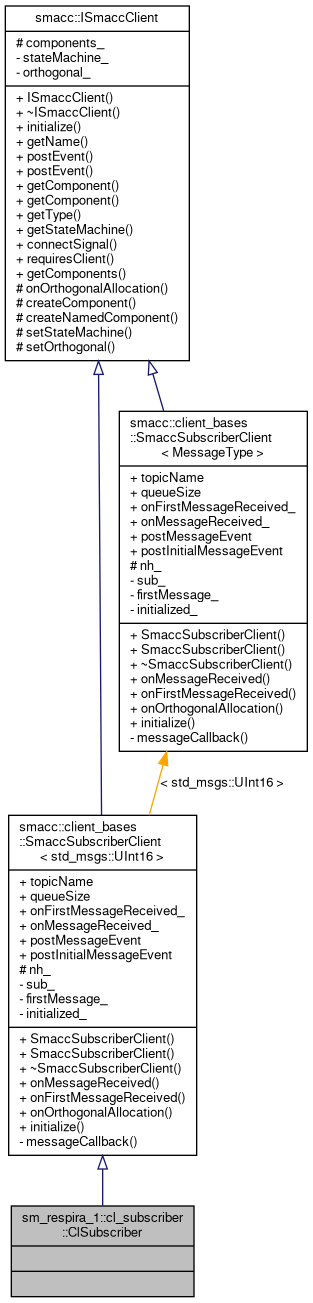 smacc::ISmaccClient
# components_
- stateMachine_
- orthogonal_
+ ISmaccClient()
+ ~ISmaccClient()
+ initialize()
+ getName()
+ postEvent()
+ postEvent()
+ getComponent()
+ getComponent()
+ getType()
+ getStateMachine()
+ connectSignal()
+ requiresClient()
+ getComponents()
# onOrthogonalAllocation()
# createComponent()
# createNamedComponent()
# setStateMachine()
# setOrthogonal()
smacc::client_bases
::SmaccSubscriberClient
< MessageType >
+ topicName
+ queueSize
+ onFirstMessageReceived_
+ onMessageReceived_
+ postMessageEvent
+ postInitialMessageEvent
# nh_
- sub_
- firstMessage_
- initialized_
+ SmaccSubscriberClient()
+ SmaccSubscriberClient()
+ ~SmaccSubscriberClient()
+ onMessageReceived()
+ onFirstMessageReceived()
+ onOrthogonalAllocation()
+ initialize()
- messageCallback()
< std_msgs::UInt16 >
smacc::client_bases
::SmaccSubscriberClient
< std_msgs::UInt16 >
+ topicName
+ queueSize
+ onFirstMessageReceived_
+ onMessageReceived_
+ postMessageEvent
+ postInitialMessageEvent
# nh_
- sub_
- firstMessage_
- initialized_
+ SmaccSubscriberClient()
+ SmaccSubscriberClient()
+ ~SmaccSubscriberClient()
+ onMessageReceived()
+ onFirstMessageReceived()
+ onOrthogonalAllocation()
+ initialize()
- messageCallback()
sm_respira_1::cl_subscriber
::ClSubscriber